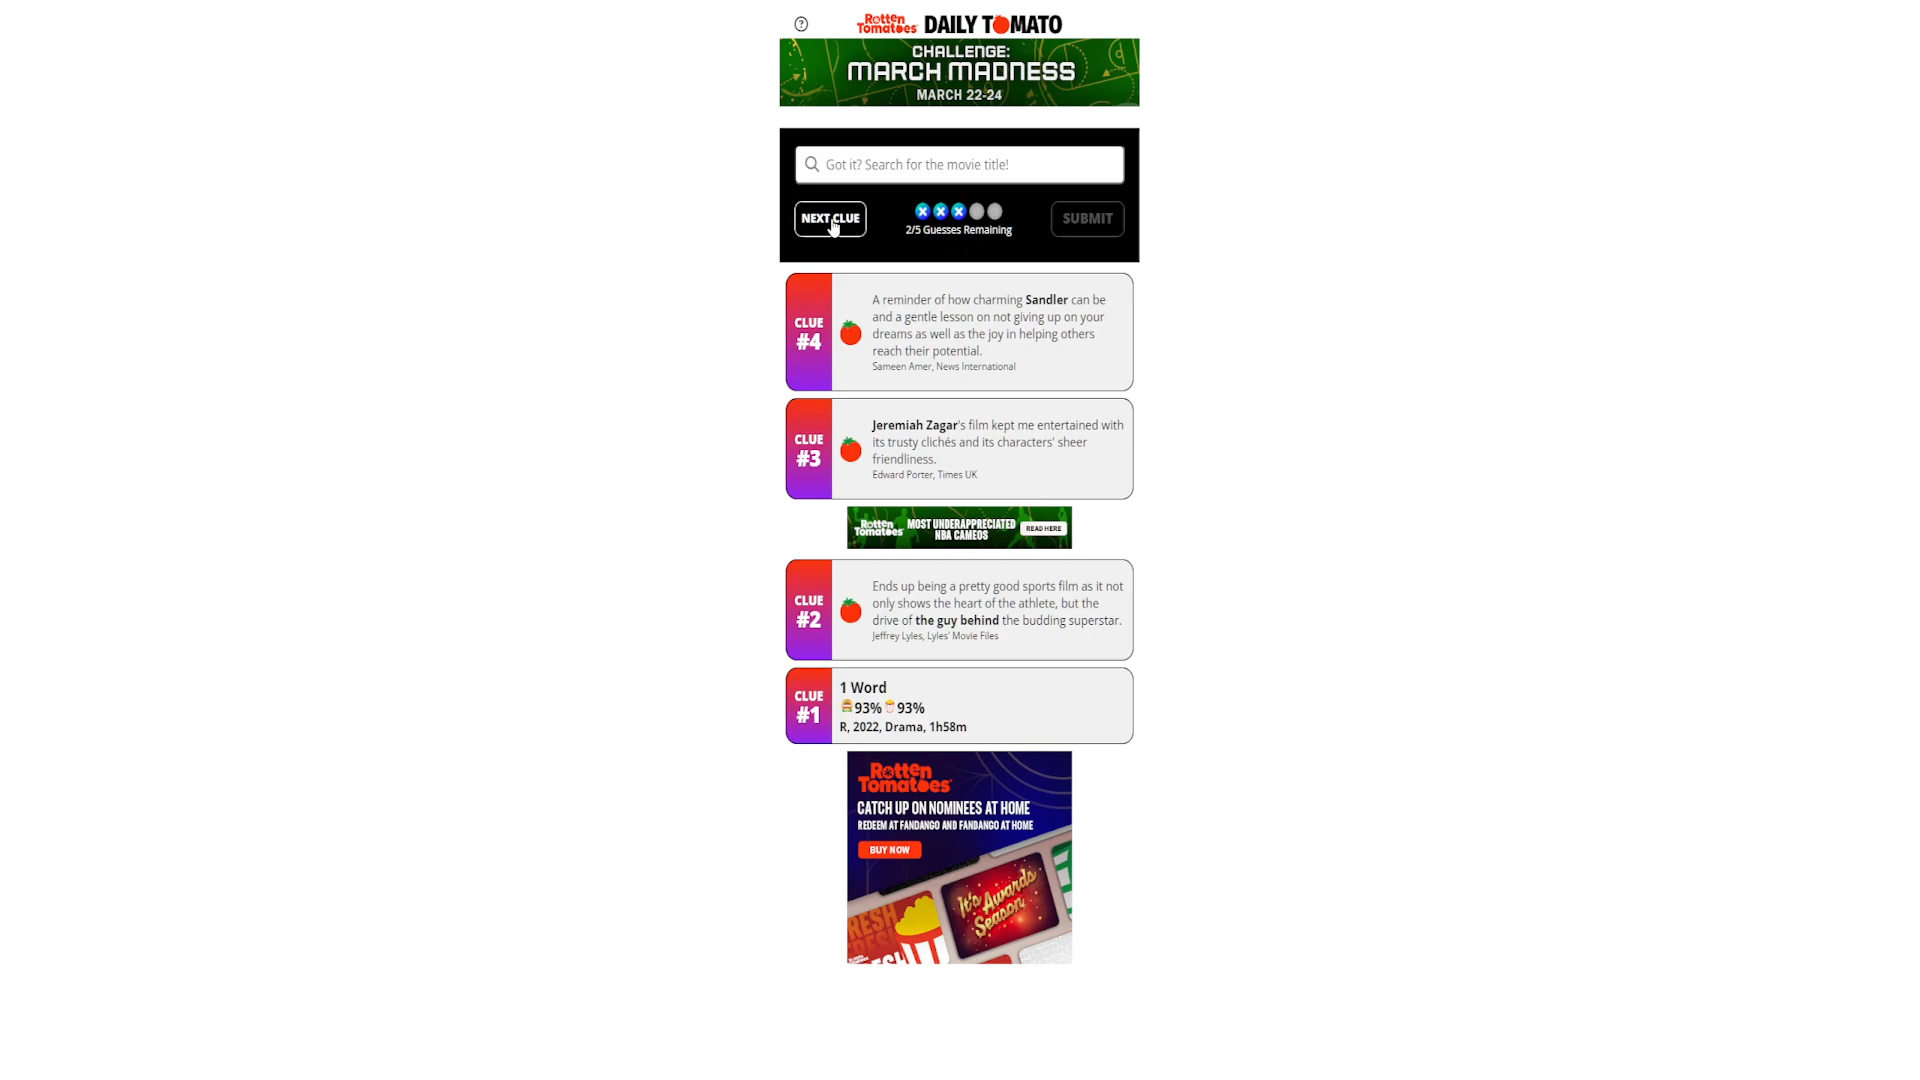 ?
Rotten Tomatoes DAILY TOMATO
CHALLENGE:
MARCH MADNESS
MARCH 22-24
Got it? Search for the movie title!
NEXT CLUE
2/5 Guesses Remaining
SUBMIT
CLUE #4
A reminder of how charming Sandler can be
and a gentle lesson on not giving up on your
dreams as well as the joy in helping others
reach their potential.
Sameen Amer, News International
CLUE #3
Jeremiah Zagar's film kept me entertained with
its trusty clichés and its characters' sheer
friendliness.
Edward Porter, Times UK
Rotten Tomatoes
MOST UNDERAPPRECIATED
NBA CAMEOS
READ HERE
CLUE #2
Ends up being a pretty good sports film as it not
only shows the heart of the athlete, but the
drive of the guy behind the budding superstar.
Jeffrey Lyles, Lyles' Movie Files
CLUE #1
1 Word
93% 93%
R, 2022, Drama, 1h58m
Rotten
Tomatoes
CATCH UP ON NOMINEES AT HOME
REDEEM AT FANDANGO AND FANDANGO AT HOME
BUY NOW
It's Awards
Season
FRESH